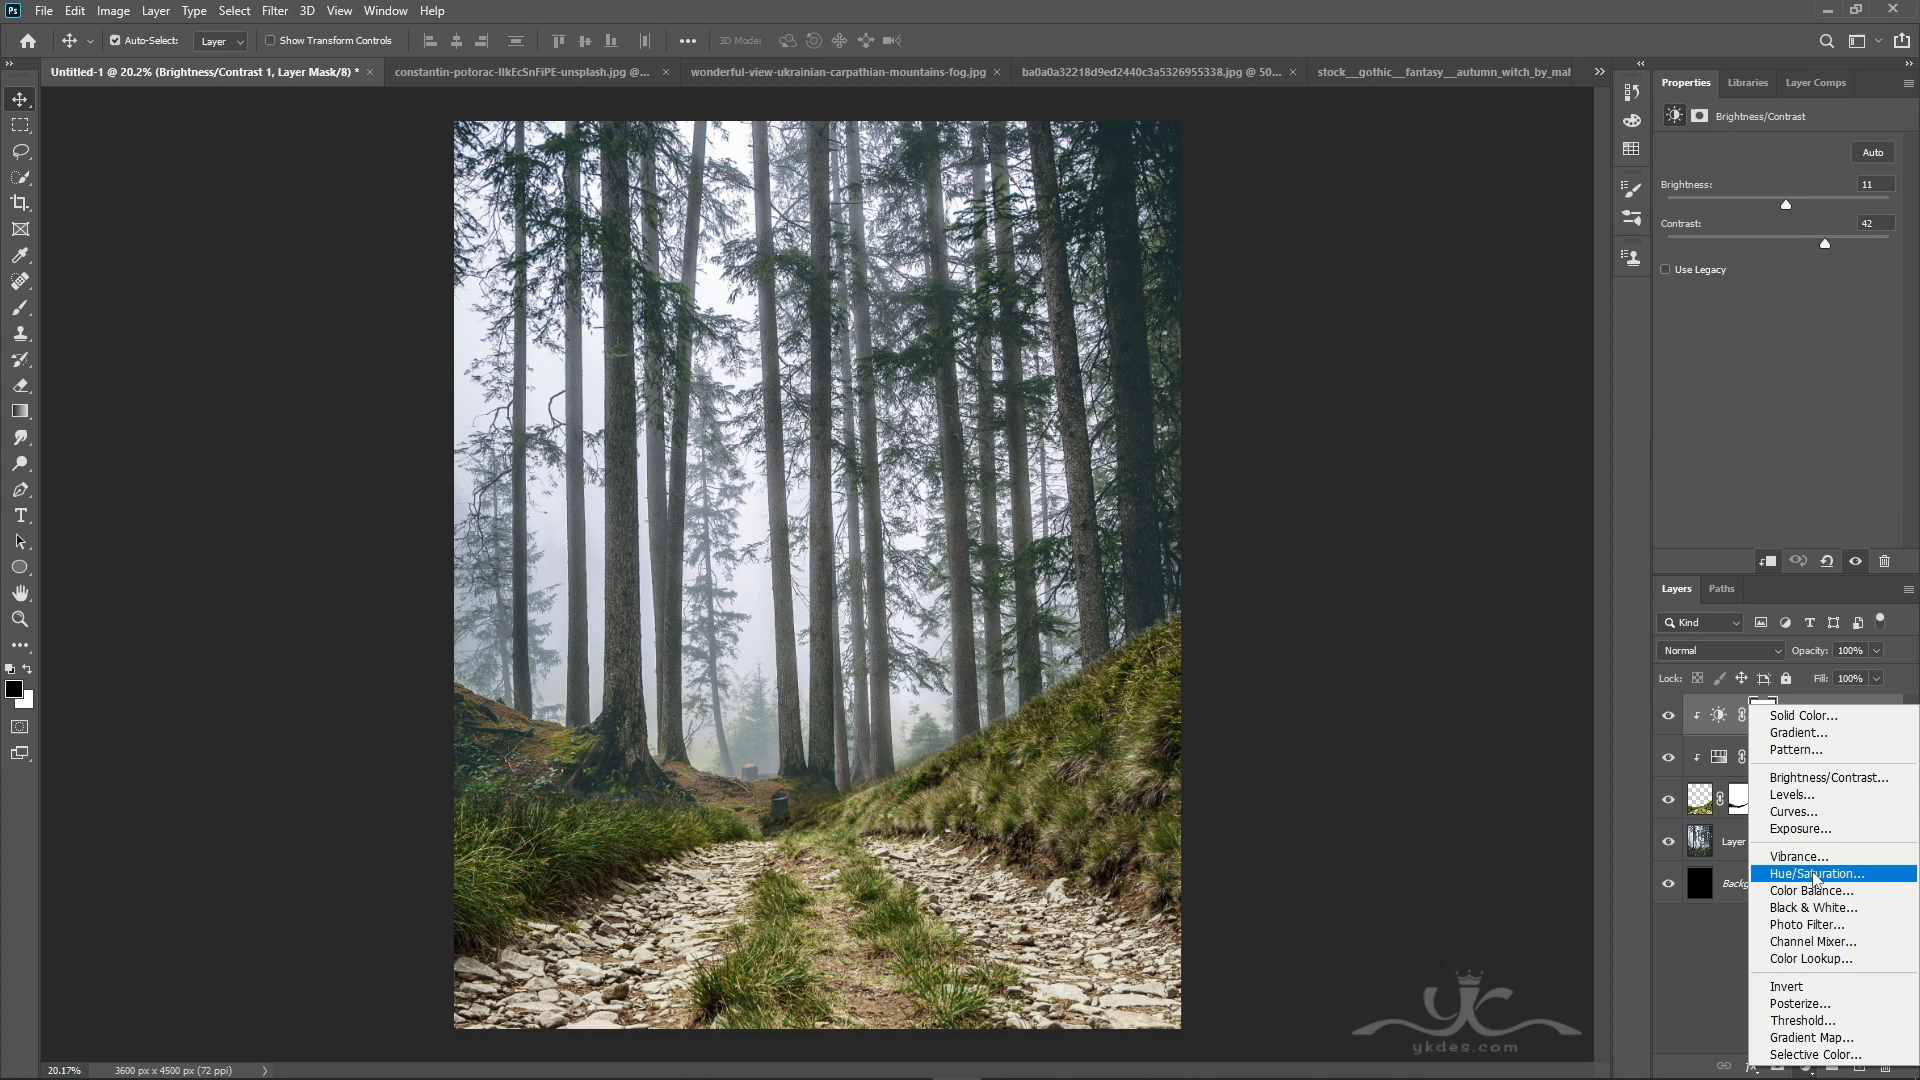 Ps File Edit Image Layer Type Select Filter 3D View Window Help
Auto-Select: Layer Show Transform Controls 3D Mode:
Untitled-1 @ 20.2% (Brightness/Contrast 1, Layer Mask/8) *
constantin-potorac-IlkEcSnFiPE-unsplash.jpg @...
wonderful-view-ukrainian-carpathian-mountains-fog.jpg
ba0a0a32218d9ed2440c3a5326955338.jpg @ 50...
stock__gothic__fantasy__autumn_witch_by_mal
Properties Libraries Layer Comps
Brightness/Contrast
Auto
Brightness: 11
Contrast: 42
Use Legacy
Layers Paths
Kind
Normal Opacity: 100%
Lock: Fill: 100%
Solid Color...
Gradient...
Pattern...
Brightness/Contrast...
Levels...
Curves...
Exposure...
Layer
Vibrance...
Hue/Saturation...
Color Balance...
Backg
Black & White...
Photo Filter...
Channel Mixer...
Color Lookup...
Invert
Posterize...
Threshold...
Gradient Map...
Selective Color...
ykdes.com
20.17% 3600 px x 4500 px (72 ppi)